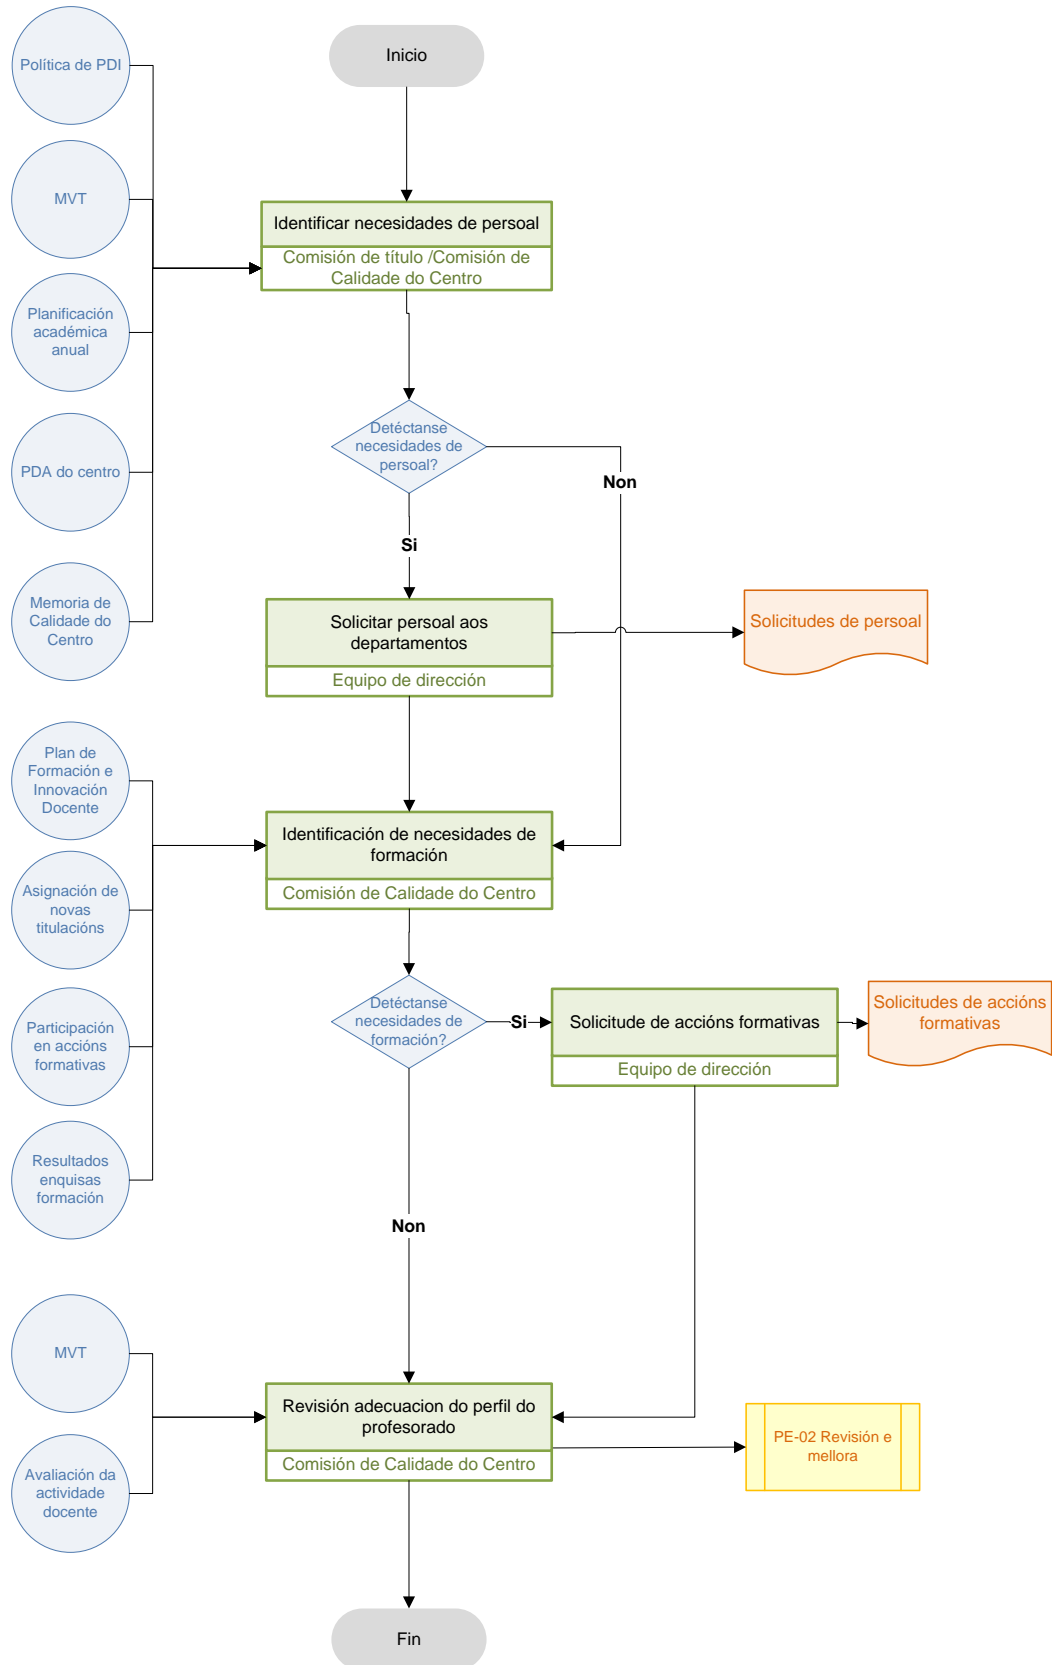 Política de PDI
Inicio
MVT
Identificar necesidades de persoal
Comisión de título /Comisión de
Calidade do Centro
Planificación
académica
anual
Detéctanse
necesidades de
persoal?
PDA do centro
Non
Si
Memoria de
Calidade do
Centro
Solicitar persoal aos
departamentos
Equipo de dirección
Solicitudes de persoal
Plan de
Formación e
Innovación
Docente
Identificación de necesidades de
formación
Comisión de Calidade do Centro
Asignación de
novas
titulacións
Detéctanse
necesidades de
formación?
Si
Solicitude de accións formativas
Equipo de dirección
Solicitudes de accións
formativas
Participación
en accións
formativas
Resultados
enquisas
formación
Non
MVT
Revisión adecuacion do perfil do
profesorado
Comisión de Calidade do Centro
PE-02 Revisión e
mellora
Avaliación da
actividade
docente
Fin